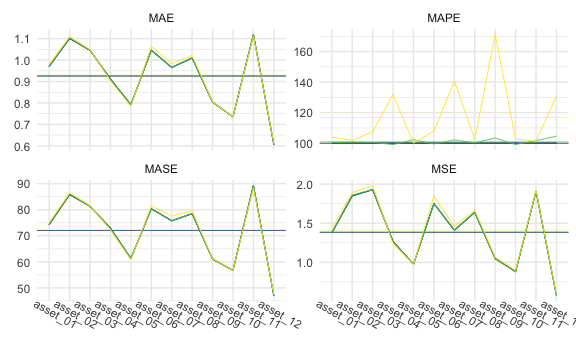 MAE
MAPE
1.1
1.0
0.9
0.8
0.7
0.6
160
140
120
100
MASE
MSE
90
80
70
60
50
2.0
1.5
1.0
asset_01
asset_02
asset_03
asset_04
asset_05
asset_06
asset_07
asset_08
asset_09
asset_10
asset_11
asset_12
asset_01
asset_02
asset_03
asset_04
asset_05
asset_06
asset_07
asset_08
asset_09
asset_10
asset_11